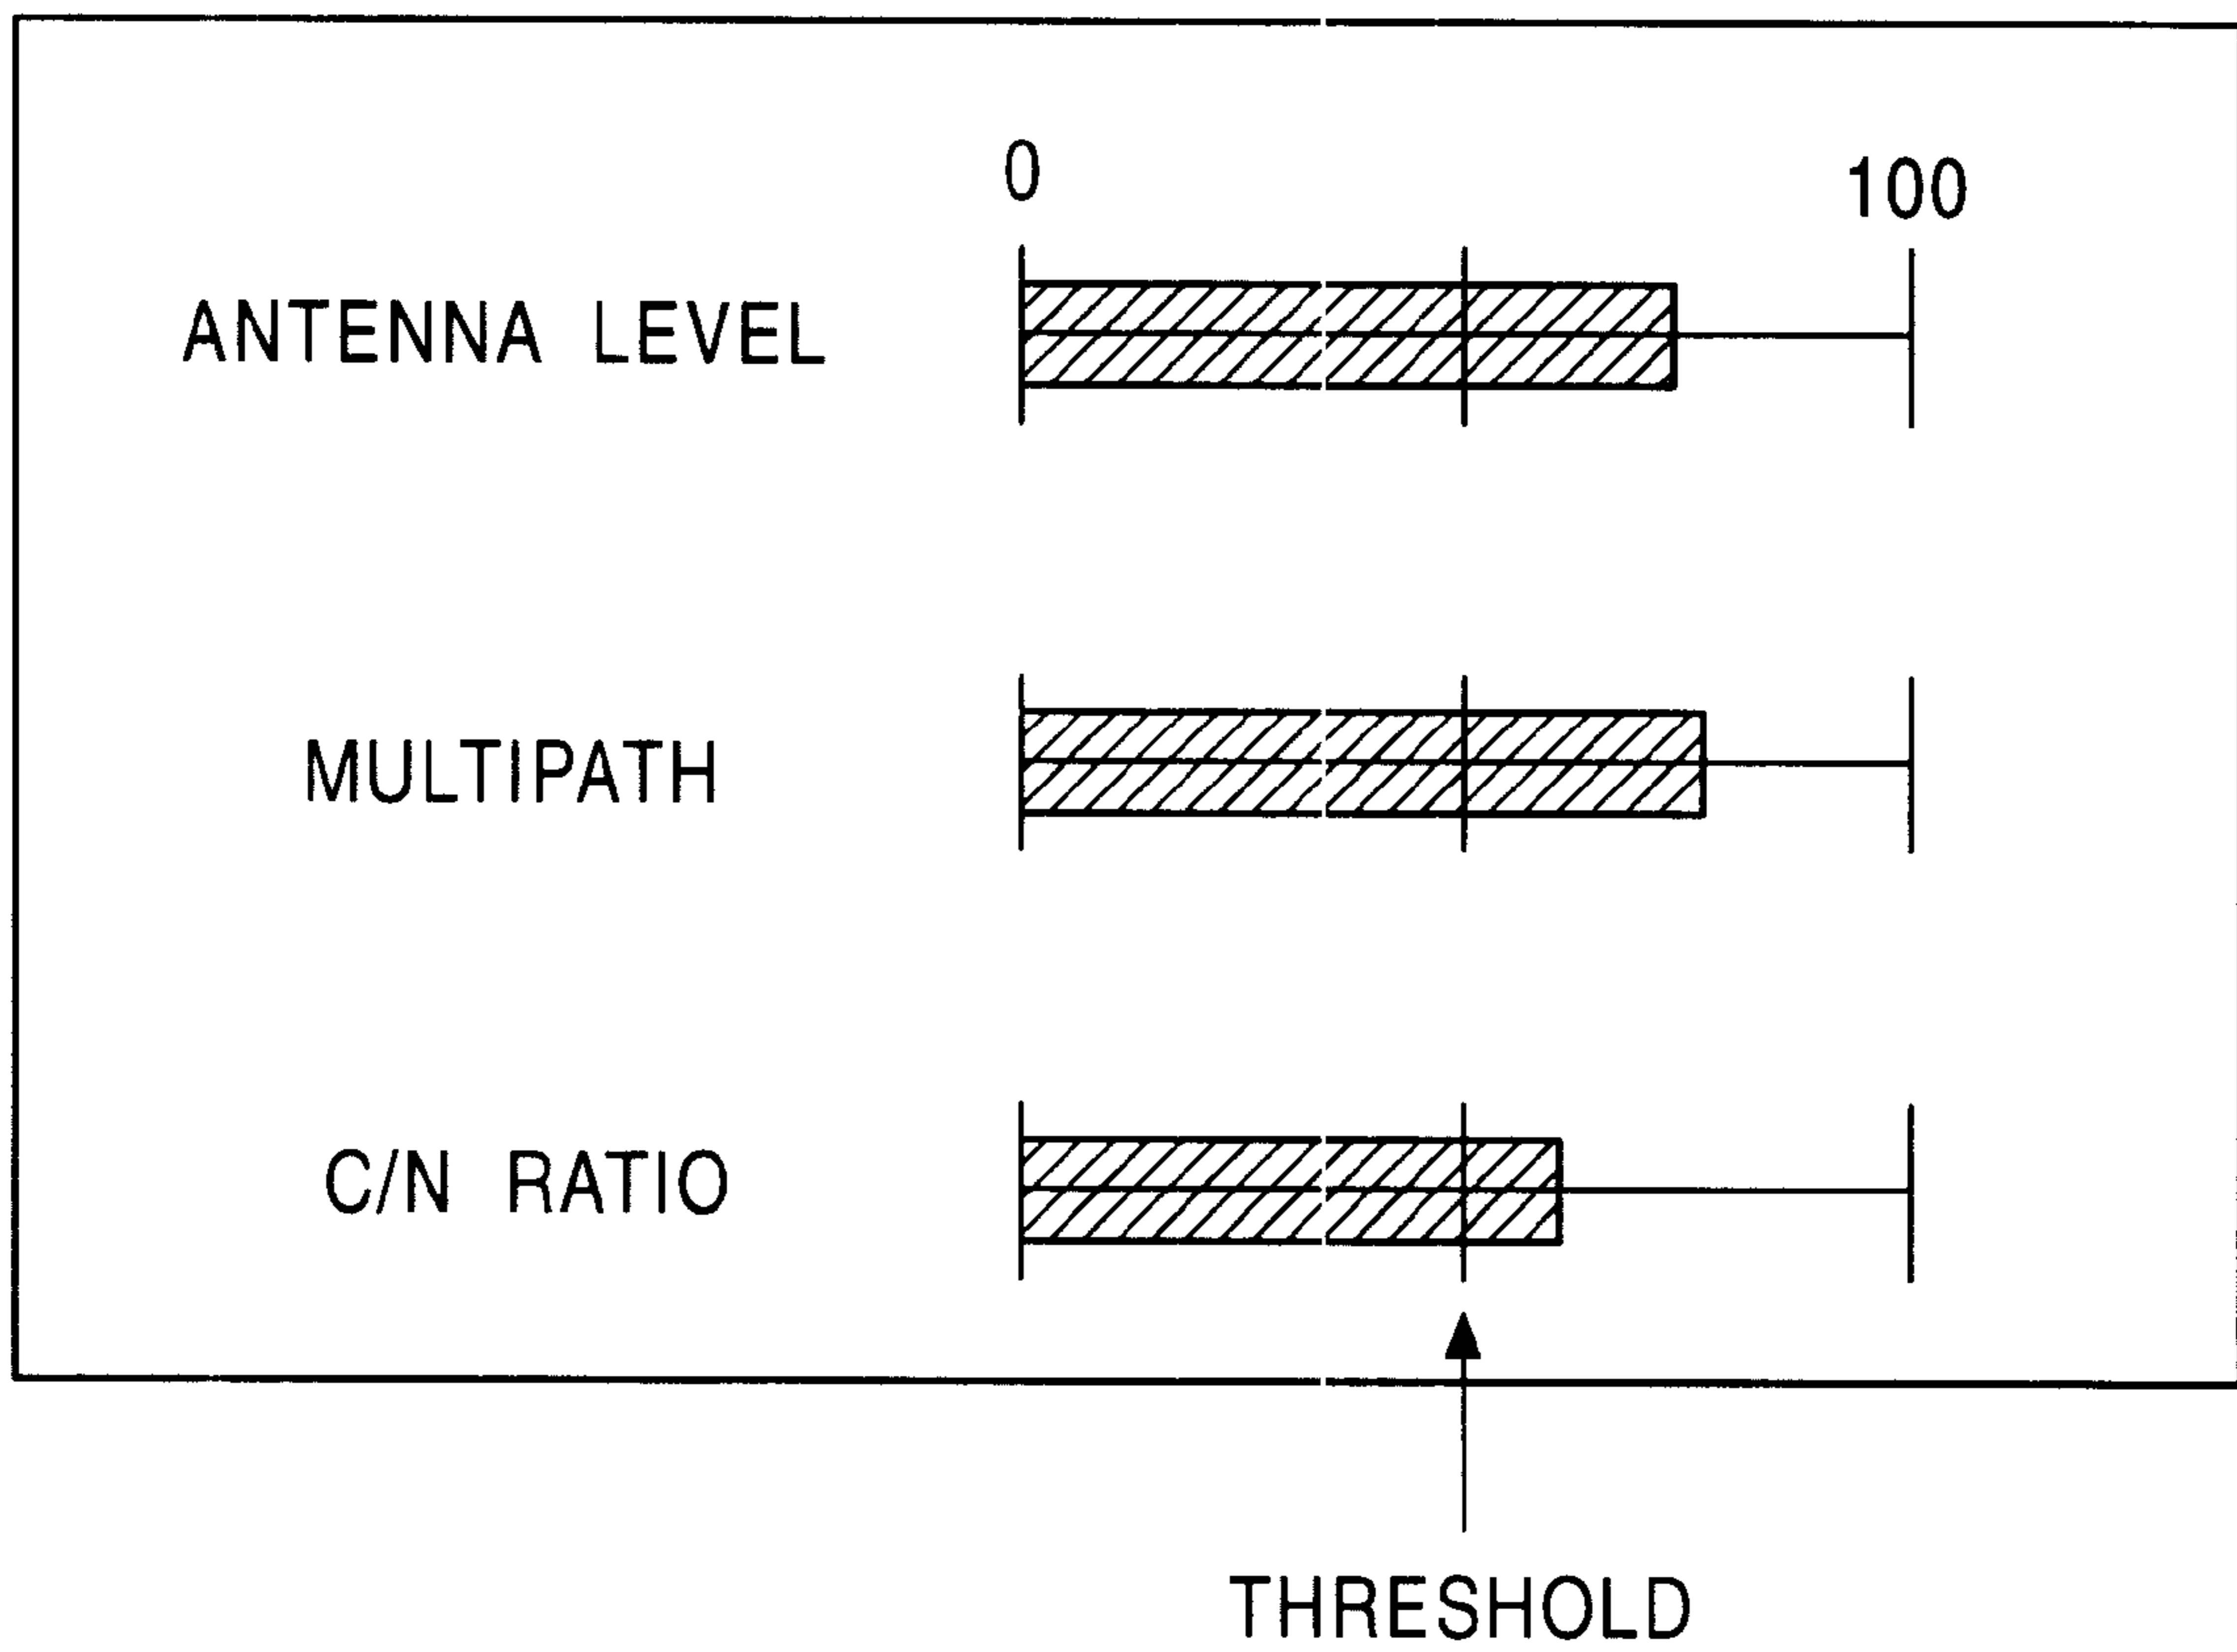 0 100
ANTENNA LEVEL
MULTIPATH
C/N RATIO
THRESHOLD